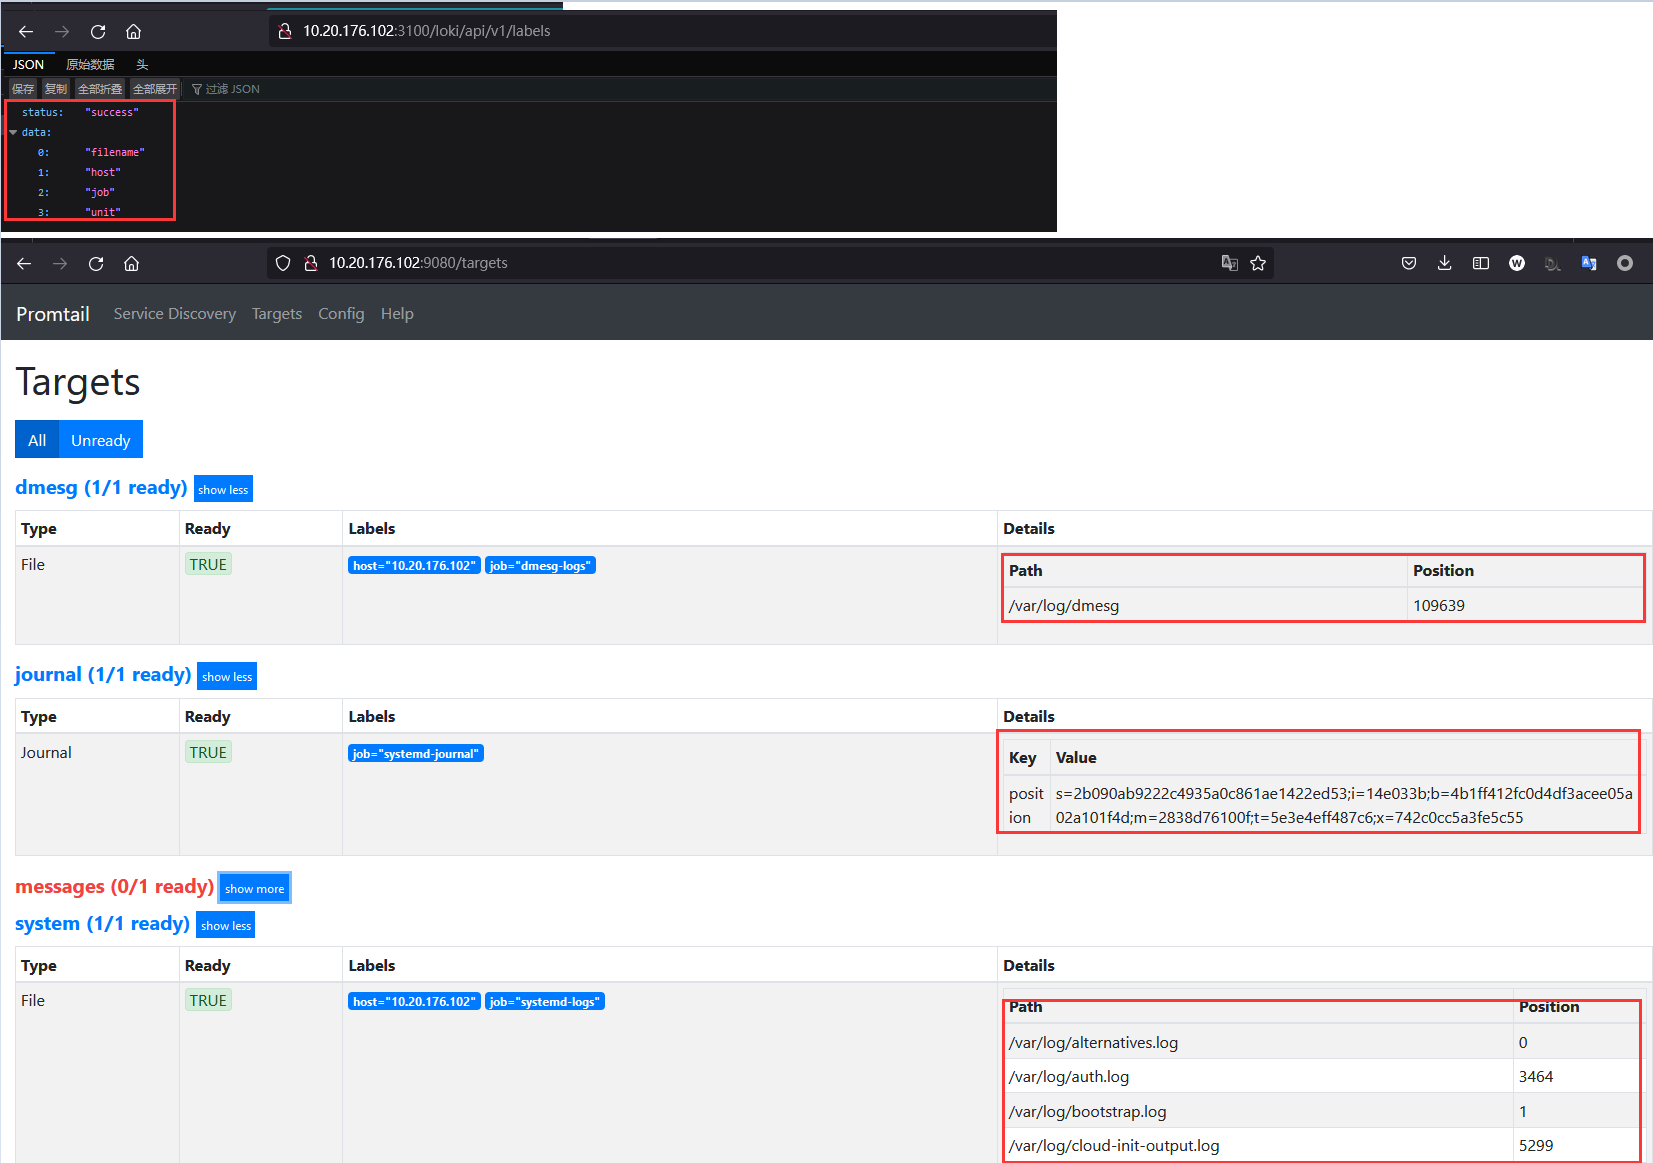 10.20.176.102:3100/loki/api/v1/labels
JSON 原始数据 头
保存 复制 全部折叠 全部展开 过滤 JSON
status: "success"
data:
0: "filename"
1: "host"
2: "job"
3: "unit"
10.20.176.102:9080/targets
Promtail Service Discovery Targets Config Help
Targets
All Unready
dmesg (1/1 ready) show less
Type Ready Labels Details
File TRUE host="10.20.176.102" job="dmesg-logs"
Path Position
/var/log/dmesg 109639
journal (1/1 ready) show less
Type Ready Labels Details
Journal TRUE job="systemd-journal"
Key Value
posit s=2b090ab9222c4935a0c861ae1422ed53;i=14e033b;b=4b1ff412fc0d4df3acee05a
ion 02a101f4d;m=2838d76100f;t=5e3e4eff487c6;x=742c0cc5a3fe5c55
messages (0/1 ready) show more
system (1/1 ready) show less
Type Ready Labels Details
File TRUE host="10.20.176.102" job="systemd-logs"
Path Position
/var/log/alternatives.log 0
/var/log/auth.log 3464
/var/log/bootstrap.log 1
/var/log/cloud-init-output.log 5299